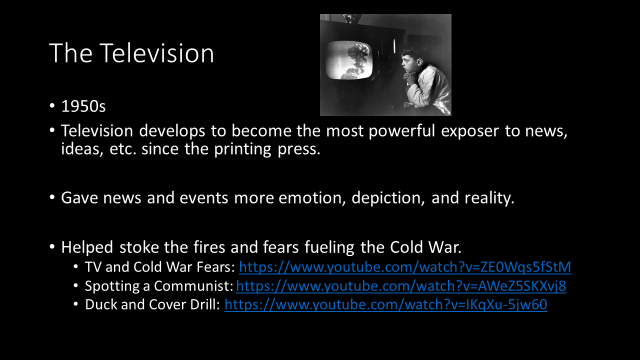 The Television
• 1950s
• Television develops to become the most powerful exposer to news,
ideas, etc. since the printing press.
• Gave news and events more emotion, depiction, and reality.
• Helped stoke the fires and fears fueling the Cold War.
• TV and Cold War Fears: https://www.youtube.com/watch?v=ZE0Wqs5fStM
• Spotting a Communist: https://www.youtube.com/watch?v=AWeZ5SKXvj8
• Duck and Cover Drill: https://www.youtube.com/watch?v=IKqXu-5jw60